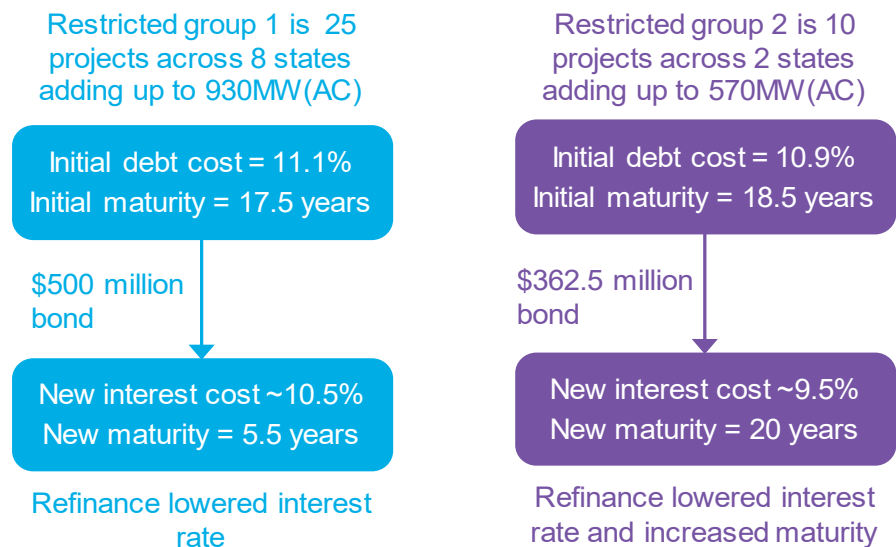 Restricted group 1 is 25
projects across 8 states
adding up to 930MW(AC)
Initial debt cost = 11.1%
Initial maturity = 17.5 years
$500 million
bond
New interest cost ~10.5%
New maturity = 5.5 years
Refinance lowered interest
rate
Restricted group 2 is 10
projects across 2 states
adding up to 570MW(AC)
Initial debt cost = 10.9%
Initial maturity = 18.5 years
$362.5 million
bond
New interest cost ~9.5%
New maturity = 20 years
Refinance lowered interest
rate and increased maturity